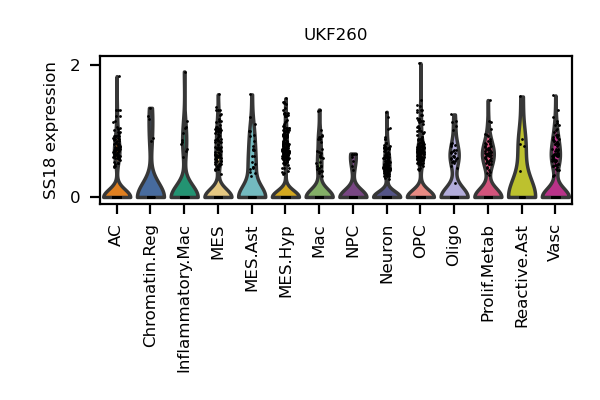 UKF260
SS18 expression
2
0
AC
Chromatin.Reg
Inflammatory.Mac
MES
MES.Ast
MES.Hyp
Mac
NPC
Neuron
OPC
Oligo
Prolif.Metab
Reactive.Ast
Vasc